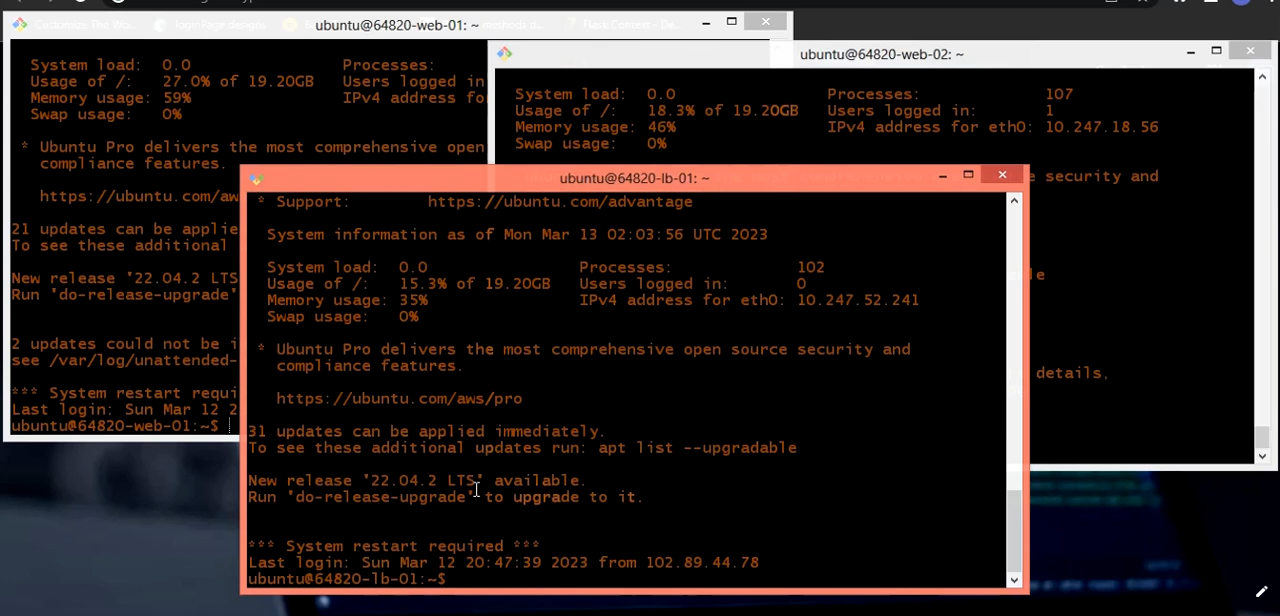 ubuntu@64820-web-01: ~
System load: 0.0 Processes:
Usage of /: 27.0% of 19.20GB Users logged in
Memory usage: 59% IPv4 address fo
Swap usage: 0%
* Ubuntu Pro delivers the most comprehensive open
compliance features.
https://ubuntu.com/aw
21 updates can be applie
To see these additional
New release '22.04.2 LTS
Run 'do-release-upgrade'
2 updates could not be i
see /var/log/unattended-
*** System restart requi
Last login: Sun Mar 12 2
ubuntu@64820-web-01:~$
ubuntu@64820-web-02: ~
System load: 0.0 Processes: 107
Usage of /: 18.3% of 19.20GB Users logged in: 1
Memory usage: 46% IPv4 address for eth0: 10.247.18.56
Swap usage: 0%
e security and
de
details,
ubuntu@64820-lb-01: ~
* Support: https://ubuntu.com/advantage
System information as of Mon Mar 13 02:03:56 UTC 2023
System load: 0.0 Processes: 102
Usage of /: 15.3% of 19.20GB Users logged in: 0
Memory usage: 35% IPv4 address for eth0: 10.247.52.241
Swap usage: 0%
* Ubuntu Pro delivers the most comprehensive open source security and
compliance features.
https://ubuntu.com/aws/pro
31 updates can be applied immediately.
To see these additional updates run: apt list --upgradable
New release '22.04.2 LTS' available.
Run 'do-release-upgrade' to upgrade to it.
*** System restart required ***
Last login: Sun Mar 12 20:47:39 2023 from 102.89.44.78
ubuntu@64820-lb-01:~$